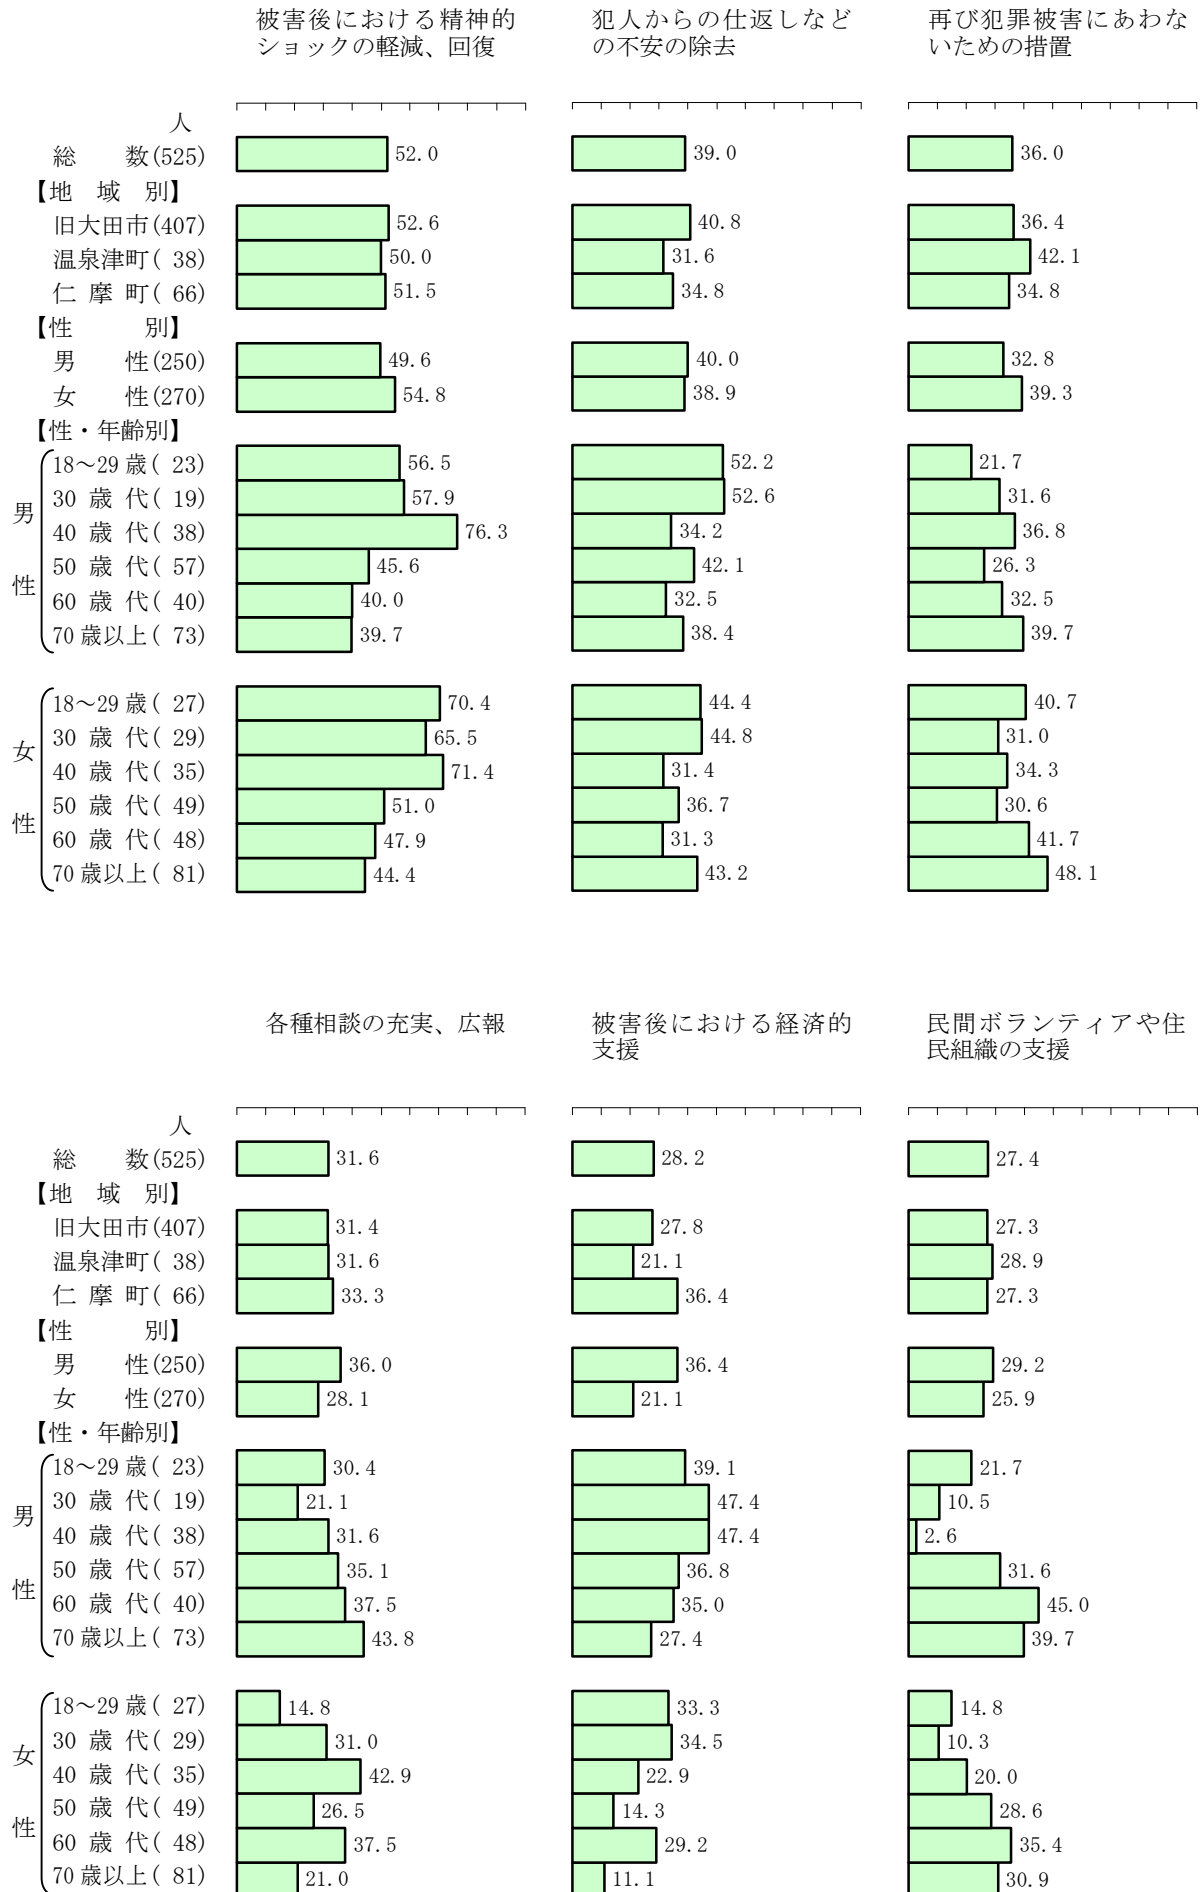 被害後における精神的
ショックの軽減、回復
犯人からの仕返しなど
の不安の除去
再び犯罪被害にあわな
いための措置
人
総　　数(525) 52.0 39.0 36.0
【地　域　別】
旧大田市(407) 52.6 40.8 36.4
温泉津町( 38) 50.0 31.6 42.1
仁 摩 町( 66) 51.5 34.8 34.8
【性　　　別】
男　　性(250) 49.6 40.0 32.8
女　　性(270) 54.8 38.9 39.3
【性・年齢別】
男性
18～29 歳( 23) 56.5 52.2 21.7
30 歳 代( 19) 57.9 52.6 31.6
40 歳 代( 38) 76.3 34.2 36.8
50 歳 代( 57) 45.6 42.1 26.3
60 歳 代( 40) 40.0 32.5 32.5
70 歳以上( 73) 39.7 38.4 39.7
女性
18～29 歳( 27) 70.4 44.4 40.7
30 歳 代( 29) 65.5 44.8 31.0
40 歳 代( 35) 71.4 31.4 34.3
50 歳 代( 49) 51.0 36.7 30.6
60 歳 代( 48) 47.9 31.3 41.7
70 歳以上( 81) 44.4 43.2 48.1
各種相談の充実、広報
被害後における経済的
支援
民間ボランティアや住
民組織の支援
人
総　　数(525) 31.6 28.2 27.4
【地　域　別】
旧大田市(407) 31.4 27.8 27.3
温泉津町( 38) 31.6 21.1 28.9
仁 摩 町( 66) 33.3 36.4 27.3
【性　　　別】
男　　性(250) 36.0 36.4 29.2
女　　性(270) 28.1 21.1 25.9
【性・年齢別】
男性
18～29 歳( 23) 30.4 39.1 21.7
30 歳 代( 19) 21.1 47.4 10.5
40 歳 代( 38) 31.6 47.4 2.6
50 歳 代( 57) 35.1 36.8 31.6
60 歳 代( 40) 37.5 35.0 45.0
70 歳以上( 73) 43.8 27.4 39.7
女性
18～29 歳( 27) 14.8 33.3 14.8
30 歳 代( 29) 31.0 34.5 10.3
40 歳 代( 35) 42.9 22.9 20.0
50 歳 代( 49) 26.5 14.3 28.6
60 歳 代( 48) 37.5 29.2 35.4
70 歳以上( 81) 21.0 11.1 30.9